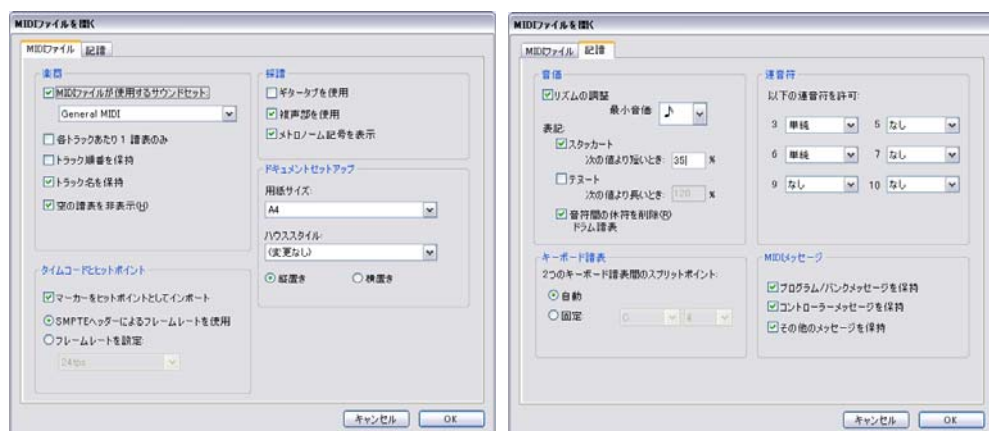 MIDIファイルを開く
MIDIファイル 記譜
楽器
MIDIファイルが使用するサウンドセット
General MIDI
各トラックあたり1譜表のみ
トラック順番を保持
トラック名を保持
空の譜表を非表示(H)
タイムコードとヒットポイント
マーカーをヒットポイントとしてインポート
SMPTEヘッダーによるフレームレートを使用
フレームレートを設定:
24 fps
採譜
ギタータブを使用
複声部を使用
メトロノーム記号を表示
ドキュメントセットアップ
用紙サイズ:
A4
ハウススタイル:
(変更なし)
縦置き 横置き
キャンセル OK
MIDIファイルを開く
MIDIファイル 記譜
音価
リズムの調整
最小音価: ♪
表記:
スタッカート
次の値より短いとき: 35 %
テヌート
次の値より長いとき: 120 %
音符間の休符を削除(R)
ドラム譜表
キーボード譜表
2つのキーボード譜表間のスプリットポイント:
自動
固定
連音符
以下の連音符を許可:
3 単純 5 なし
6 単純 7 なし
9 なし 10 なし
MIDIメッセージ
プログラム/バンクメッセージを保持
コントローラーメッセージを保持
その他のメッセージを保持
キャンセル OK